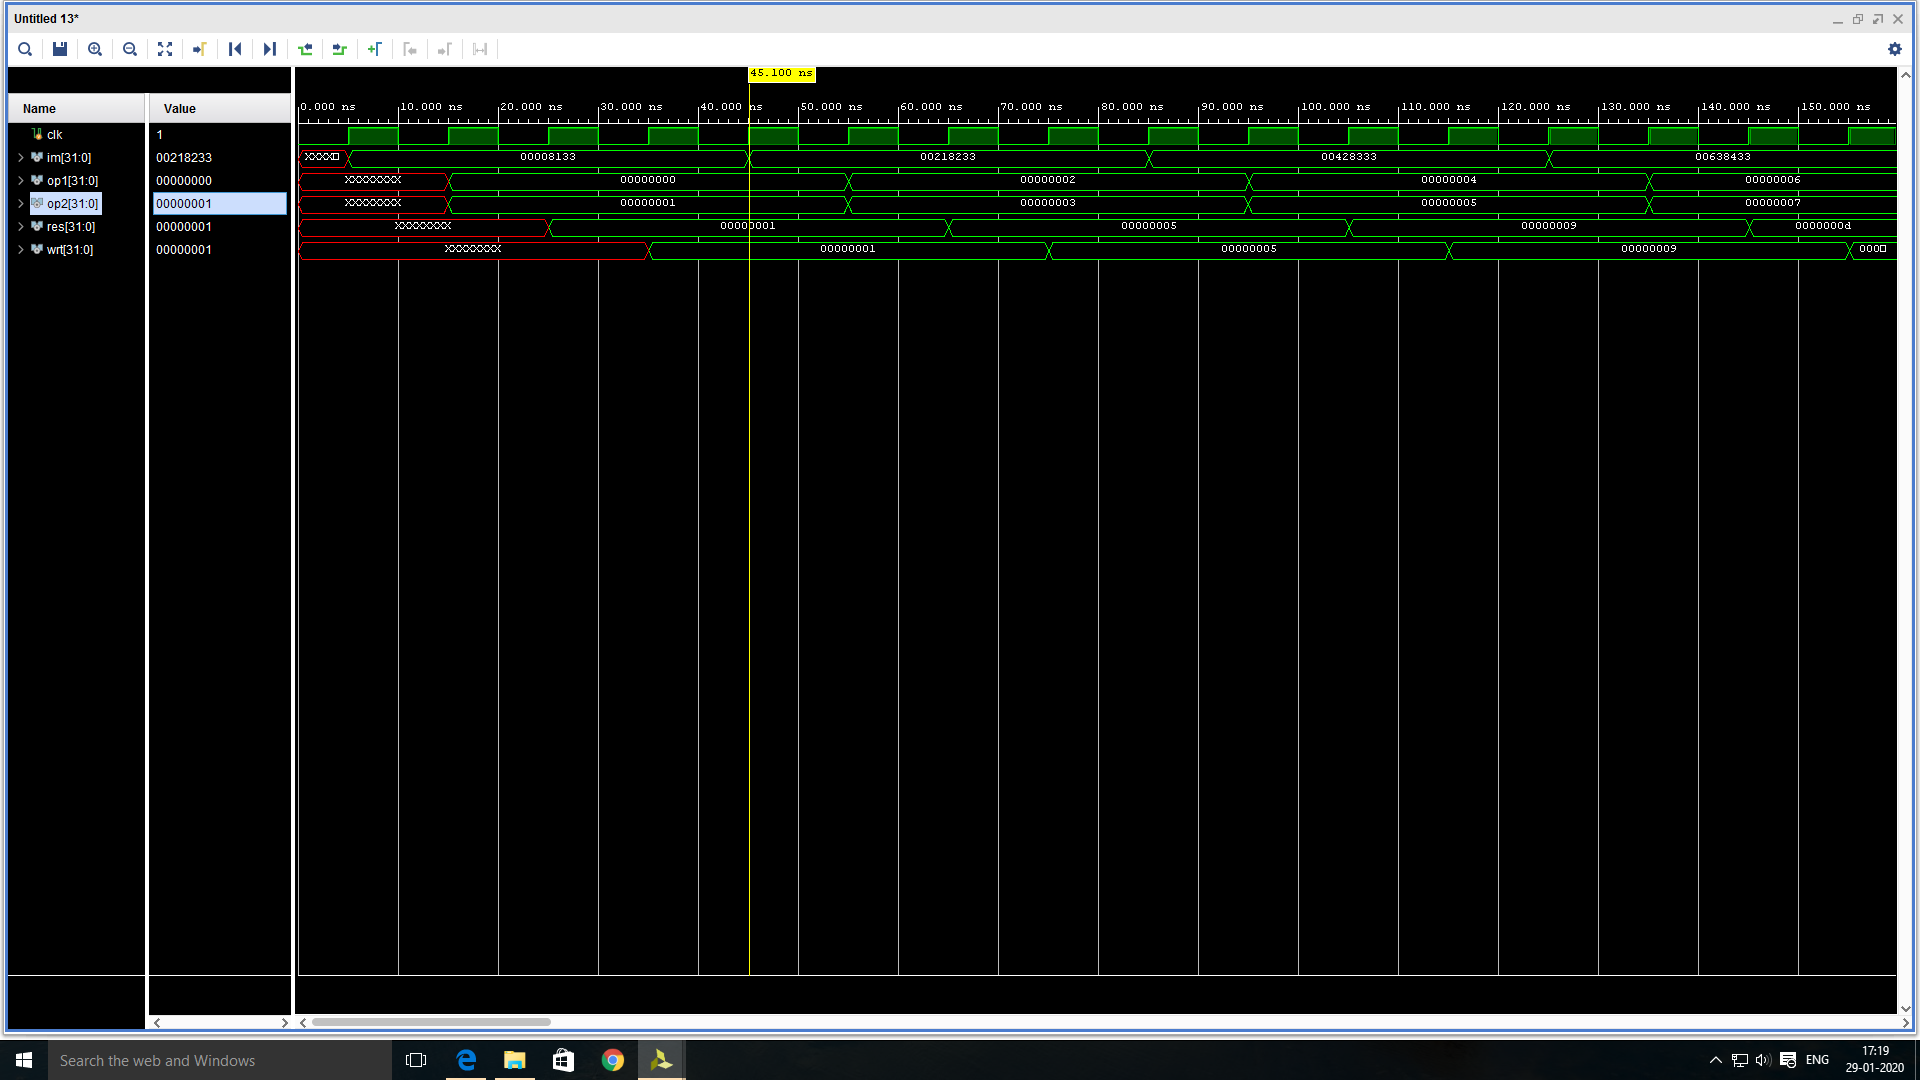 Untitled 13*
45.100 ns
Name Value
0.000 ns 10.000 ns 20.000 ns 30.000 ns 40.000 ns 50.000 ns 60.000 ns 70.000 ns 80.000 ns 90.000 ns 100.000 ns 110.000 ns 120.000 ns 130.000 ns 140.000 ns 150.000 ns
clk 1
im[31:0] 00218233 XXXX 00008133 00218233 00428333 00638433
op1[31:0] 00000000 XXXXXXXX 00000000 00000002 00000004 00000006
op2[31:0] 00000001 XXXXXXXX 00000001 00000003 00000005 00000007
res[31:0] 00000001 XXXXXXXX 00000001 00000005 00000009 0000000d
wrt[31:0] 00000001 XXXXXXXX 00000001 00000005 00000009 000
Search the web and Windows
ENG
17:19
29-01-2020